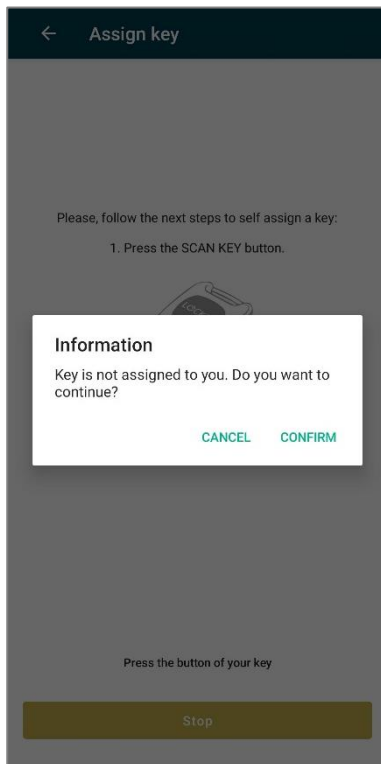 Assign key
Please, follow the next steps to self assign a key:
1. Press the SCAN KEY button.
Information
Key is not assigned to you. Do you want to
continue?
CANCEL CONFIRM
Press the button of your key
Stop